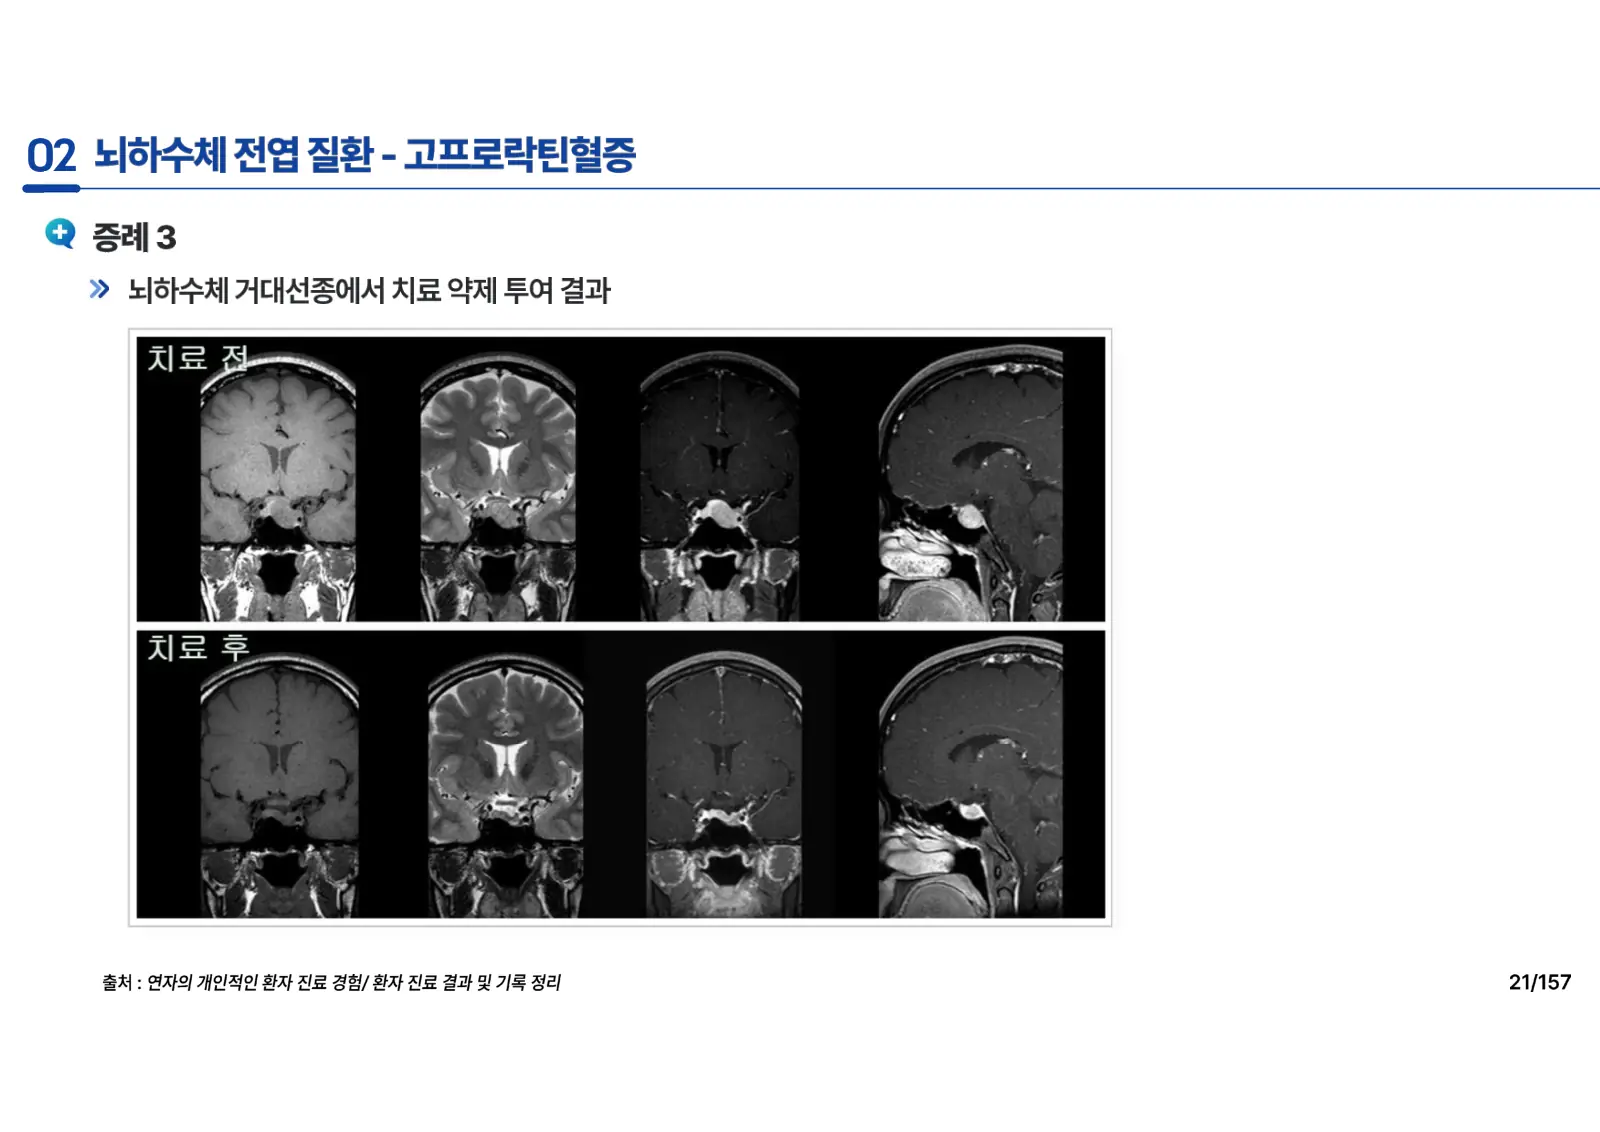 02 뇌하수체 전엽 질환 - 고프로락틴혈증
증례 3
뇌하수체 거대선종에서 치료 약제 투여 결과
치료 전
치료 후
출처 : 연자의 개인적인 환자 진료 경험/ 환자 진료 결과 및 기록 정리
21/157